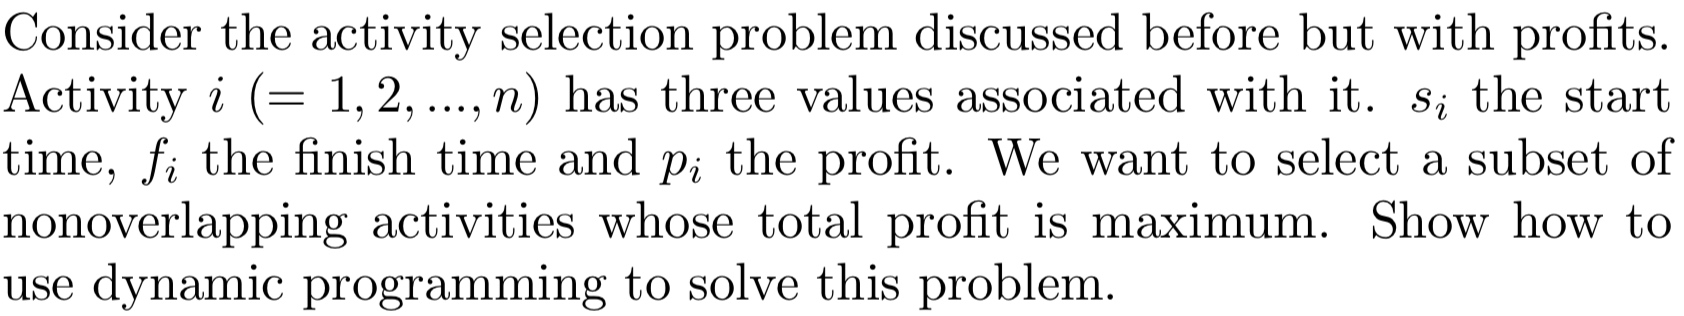 Consider the activity selection problem discussed before but with profits.
Activity i (= 1, 2, ..., n) has three values associated with it. s_i the start
time, f_i the finish time and p_i the profit. We want to select a subset of
nonoverlapping activities whose total profit is maximum. Show how to
use dynamic programming to solve this problem.